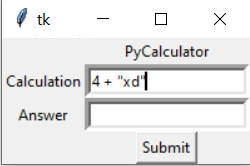 tk
PyCalculator
Calculation 4 + "xd"
Answer
Submit